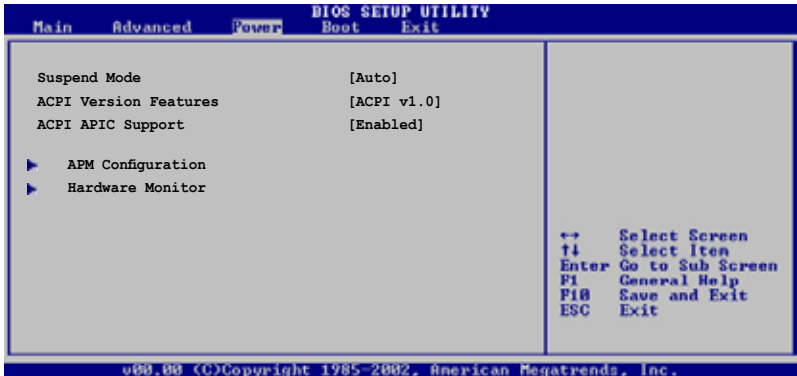 BIOS SETUP UTILITY
Main Advanced Power Boot Exit
Suspend Mode [Auto]
ACPI Version Features [ACPI v1.0]
ACPI APIC Support [Enabled]
APM Configuration
Hardware Monitor
↔ Select Screen
↑↓ Select Item
Enter Go to Sub Screen
F1 General Help
F10 Save and Exit
ESC Exit
v00.00 (C)Copyright 1985-2002, American Megatrends, Inc.